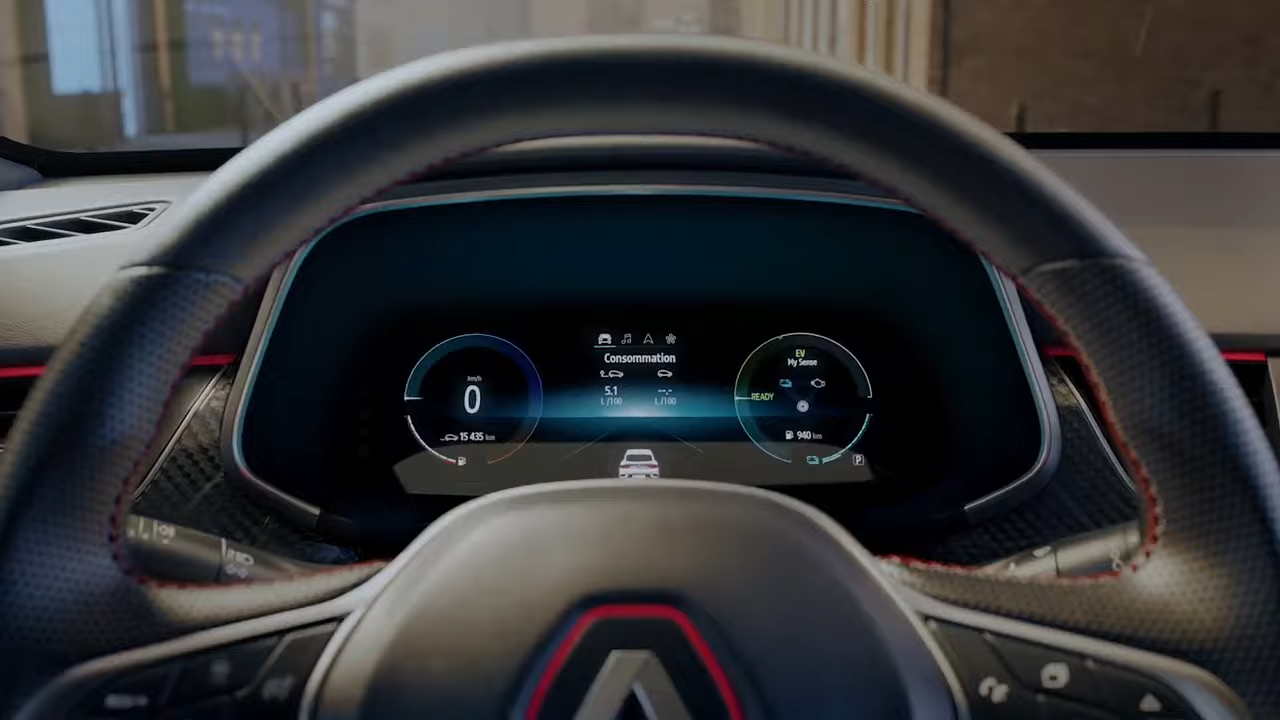 km/h
0
15 435 km
Consommation
5.1
--.-
L /100
L /100
EV
My Sense
READY
940 km
P